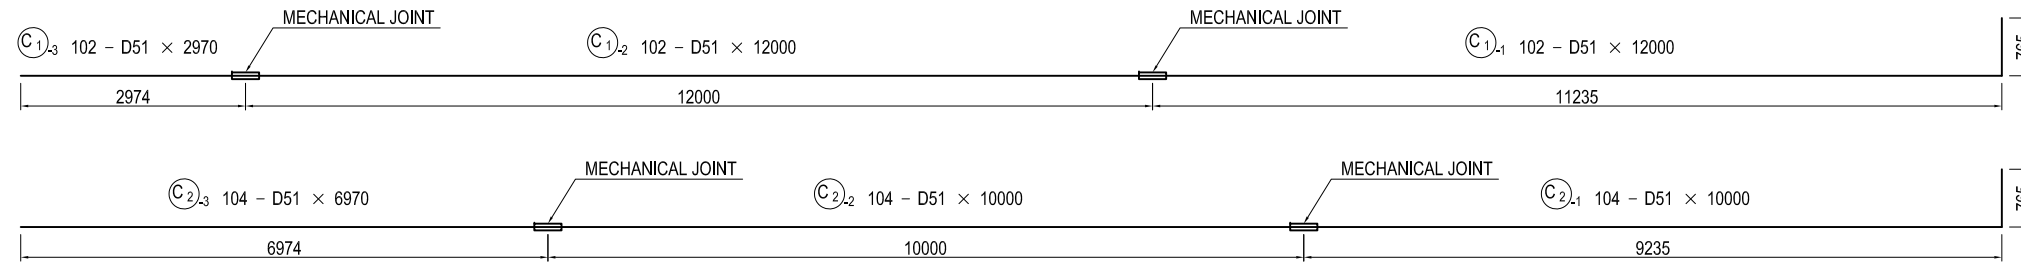 MECHANICAL JOINT MECHANICAL JOINT
C1-3 102 - D51 × 2970 C1-2 102 - D51 × 12000 C1-1 102 - D51 × 12000
2974 12000 11235
MECHANICAL JOINT MECHANICAL JOINT
C2-3 104 - D51 × 6970 C2-2 104 - D51 × 10000 C2-1 104 - D51 × 10000
6974 10000 9235